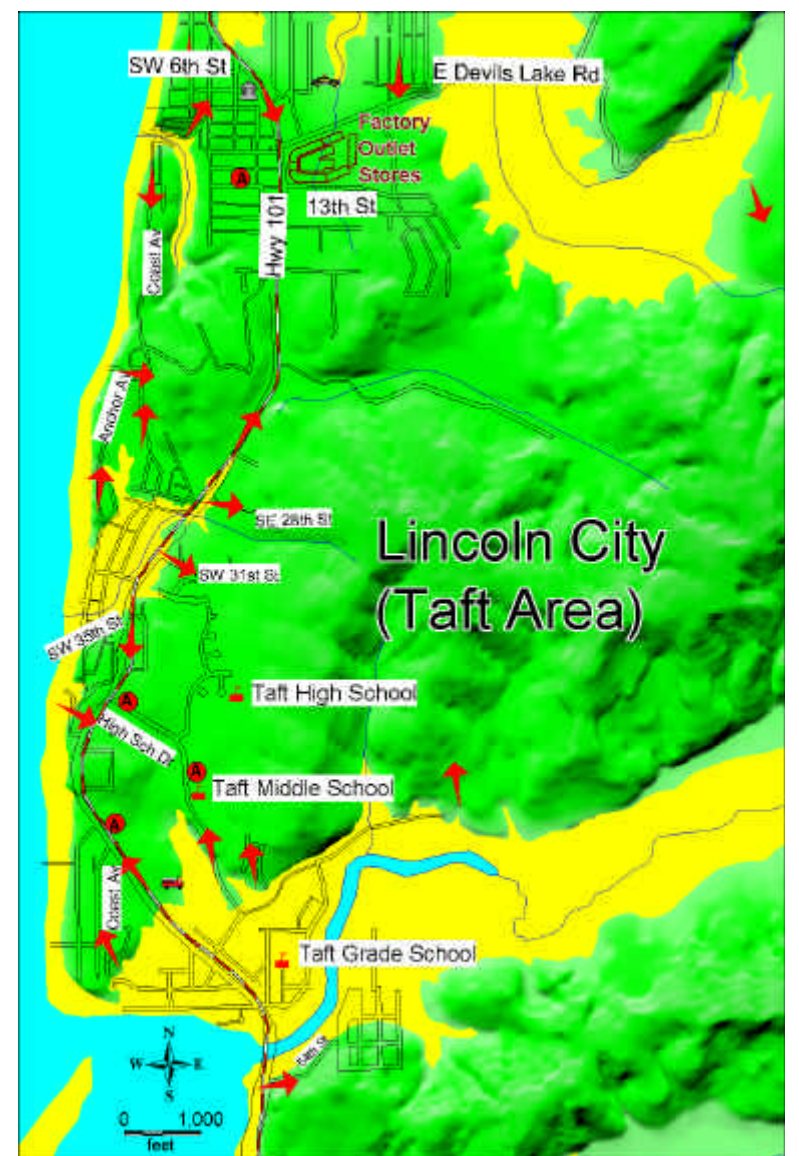 SW 6th St
E Devils Lake Rd
Factory
Outlet
Stores
A
13th St
Hwy 101
Coast Av
Anchor Av
SE 28th St
Lincoln City
(Taft Area)
SW 31st St
SW 35th St
Taft High School
A
High Sch Dr
A
Taft Middle School
A
Coast Av
Taft Grade School
N
W
E
S
54th St
0 1,000
feet